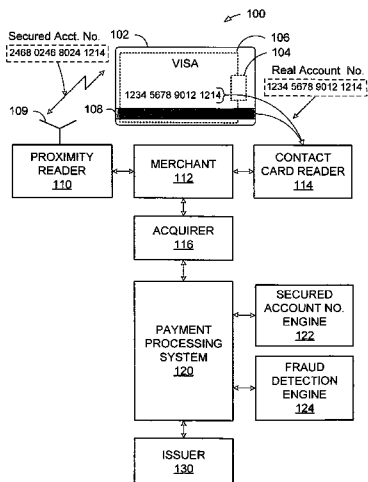 100
Secured Acct. No.
2468 0246 8024 1214
102
106
104
VISA
Real Account No.
1234 5678 9012 1214
1234 5678 9012 1214
108
109
PROXIMITY
READER
110
MERCHANT
112
CONTACT
CARD READER
114
ACQUIRER
116
PAYMENT
PROCESSING
SYSTEM
120
SECURED
ACCOUNT NO.
ENGINE
122
FRAUD
DETECTION
ENGINE
124
ISSUER
130